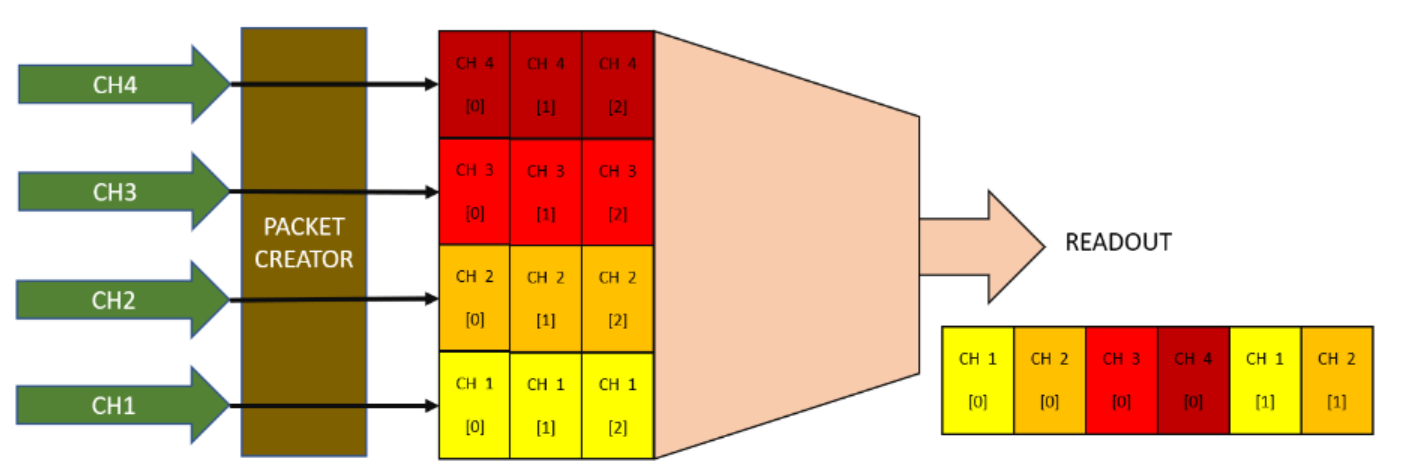 CH4
CH 4 CH 4 CH 4
[0] [1] [2]
CH3
CH 3 CH 3 CH 3
[0] [1] [2]
PACKET
CREATOR
READOUT
CH2
CH 2 CH 2 CH 2
[0] [1] [2]
CH1
CH 1 CH 1 CH 1
[0] [1] [2]
CH 1 CH 2 CH 3 CH 4 CH 1 CH 2
[0] [0] [0] [0] [1] [1]